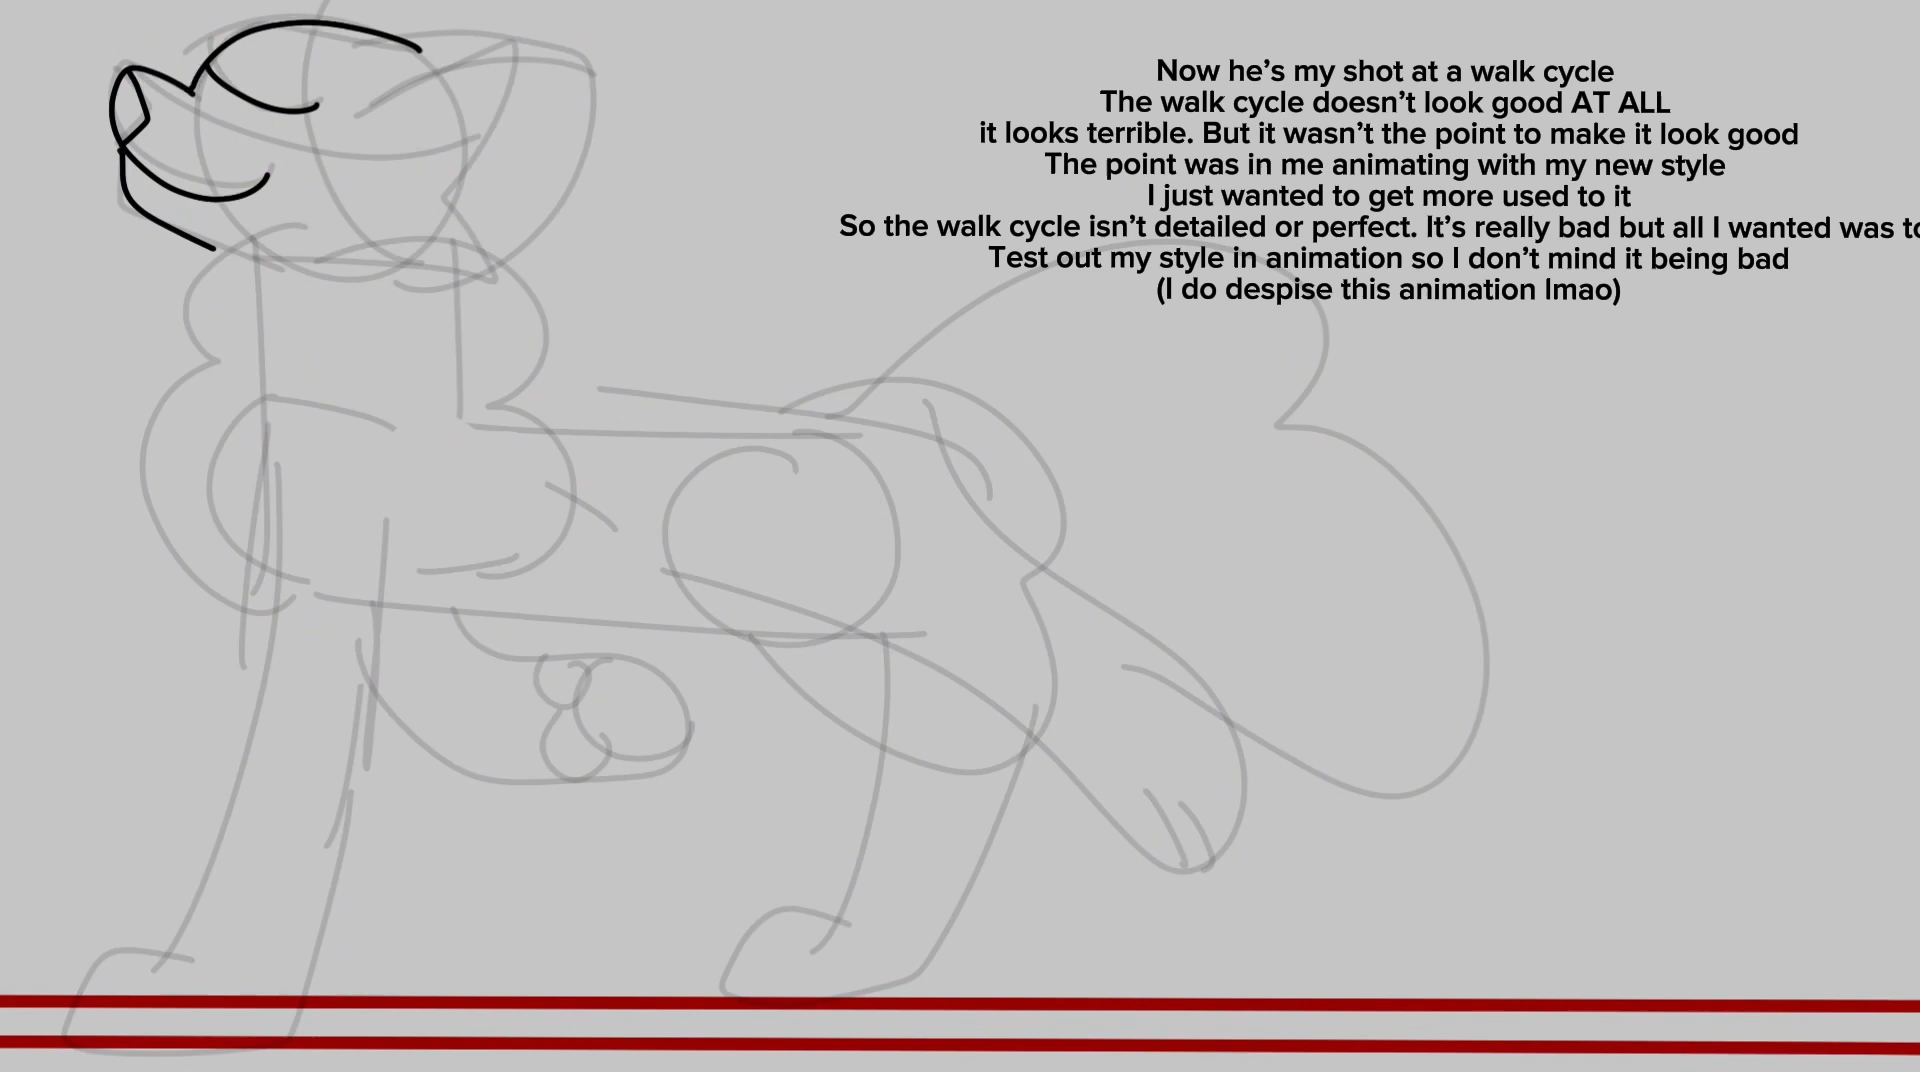 Now he’s my shot at a walk cycle
The walk cycle doesn’t look good AT ALL
it looks terrible. But it wasn’t the point to make it look good
The point was in me animating with my new style
I just wanted to get more used to it
So the walk cycle isn’t detailed or perfect. It’s really bad but all I wanted was to
Test out my style in animation so I don’t mind it being bad
(I do despise this animation lmao)